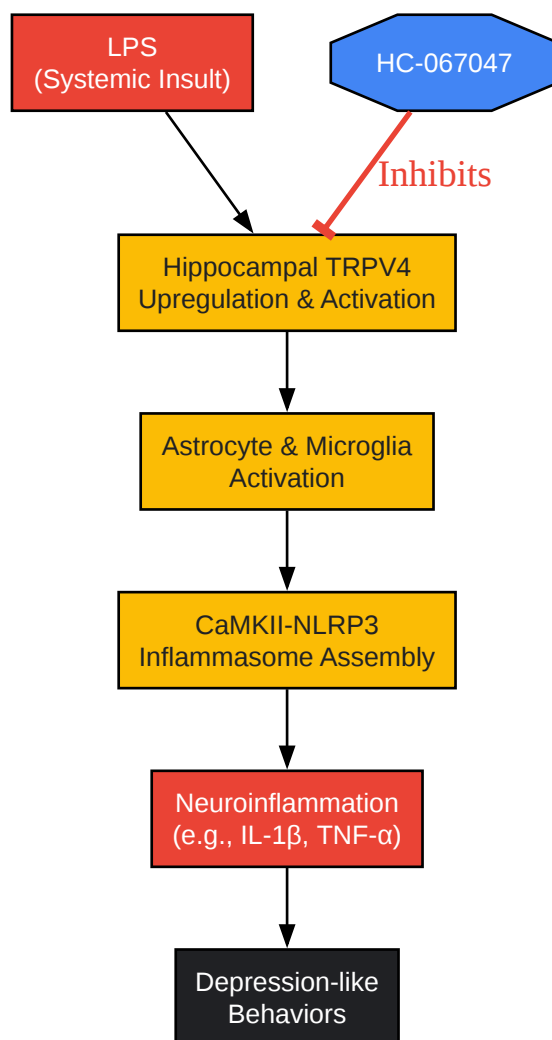 LPS
(Systemic Insult)
HC-067047
Inhibits
Hippocampal TRPV4
Upregulation & Activation
Astrocyte & Microglia
Activation
CaMKII-NLRP3
Inflammasome Assembly
Neuroinflammation
(e.g., IL-1β, TNF-α)
Depression-like
Behaviors